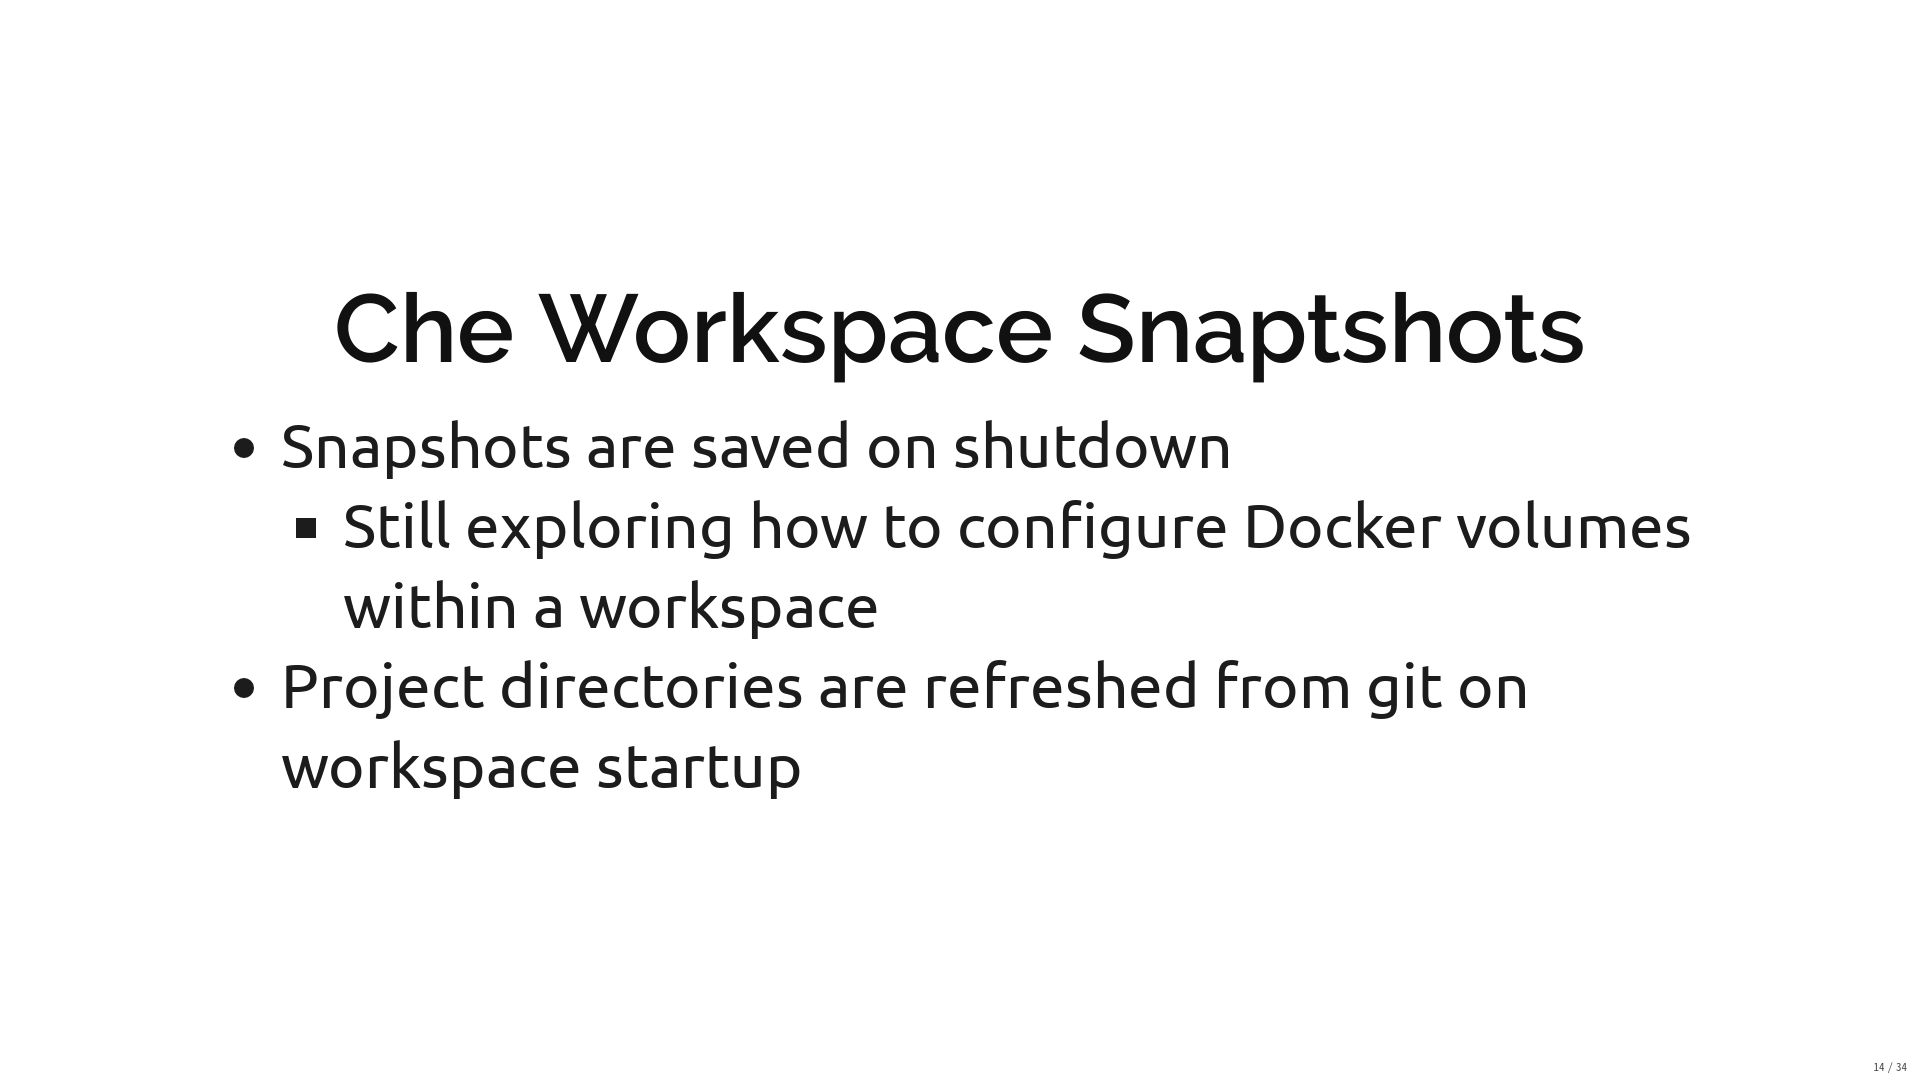 Che Workspace Snaptshots
• Snapshots are saved on shutdown
▪ Still exploring how to configure Docker volumes
within a workspace
• Project directories are refreshed from git on
workspace startup
14 / 34